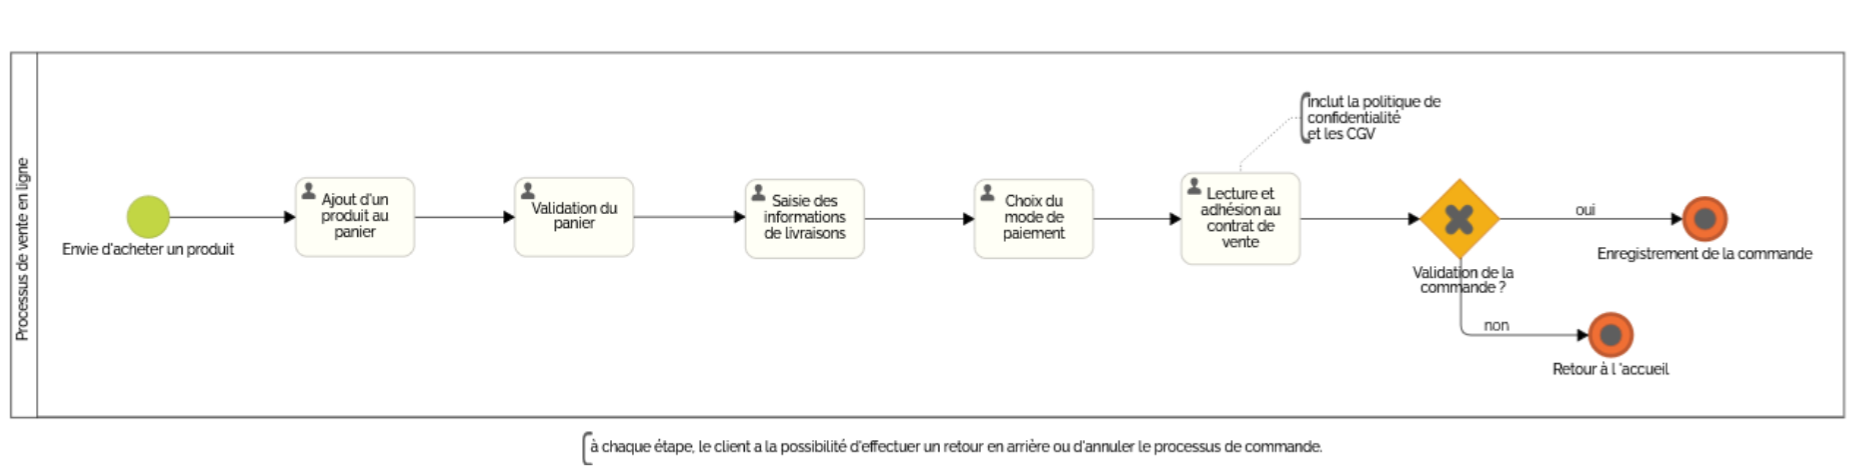 Processus de vente en ligne
Envie d'acheter un produit
Ajout d'un
produit au
panier
Validation du
panier
Saisie des
informations
de livraisons
Choix du
mode de
paiement
Lecture et
adhésion au
contrat de
vente
inclut la politique de
confidentialité
et les CGV
Validation de la
commande ?
oui
Enregistrement de la commande
non
Retour à l 'accueil
à chaque étape, le client a la possibilité d'effectuer un retour en arrière ou d'annuler le processus de commande.